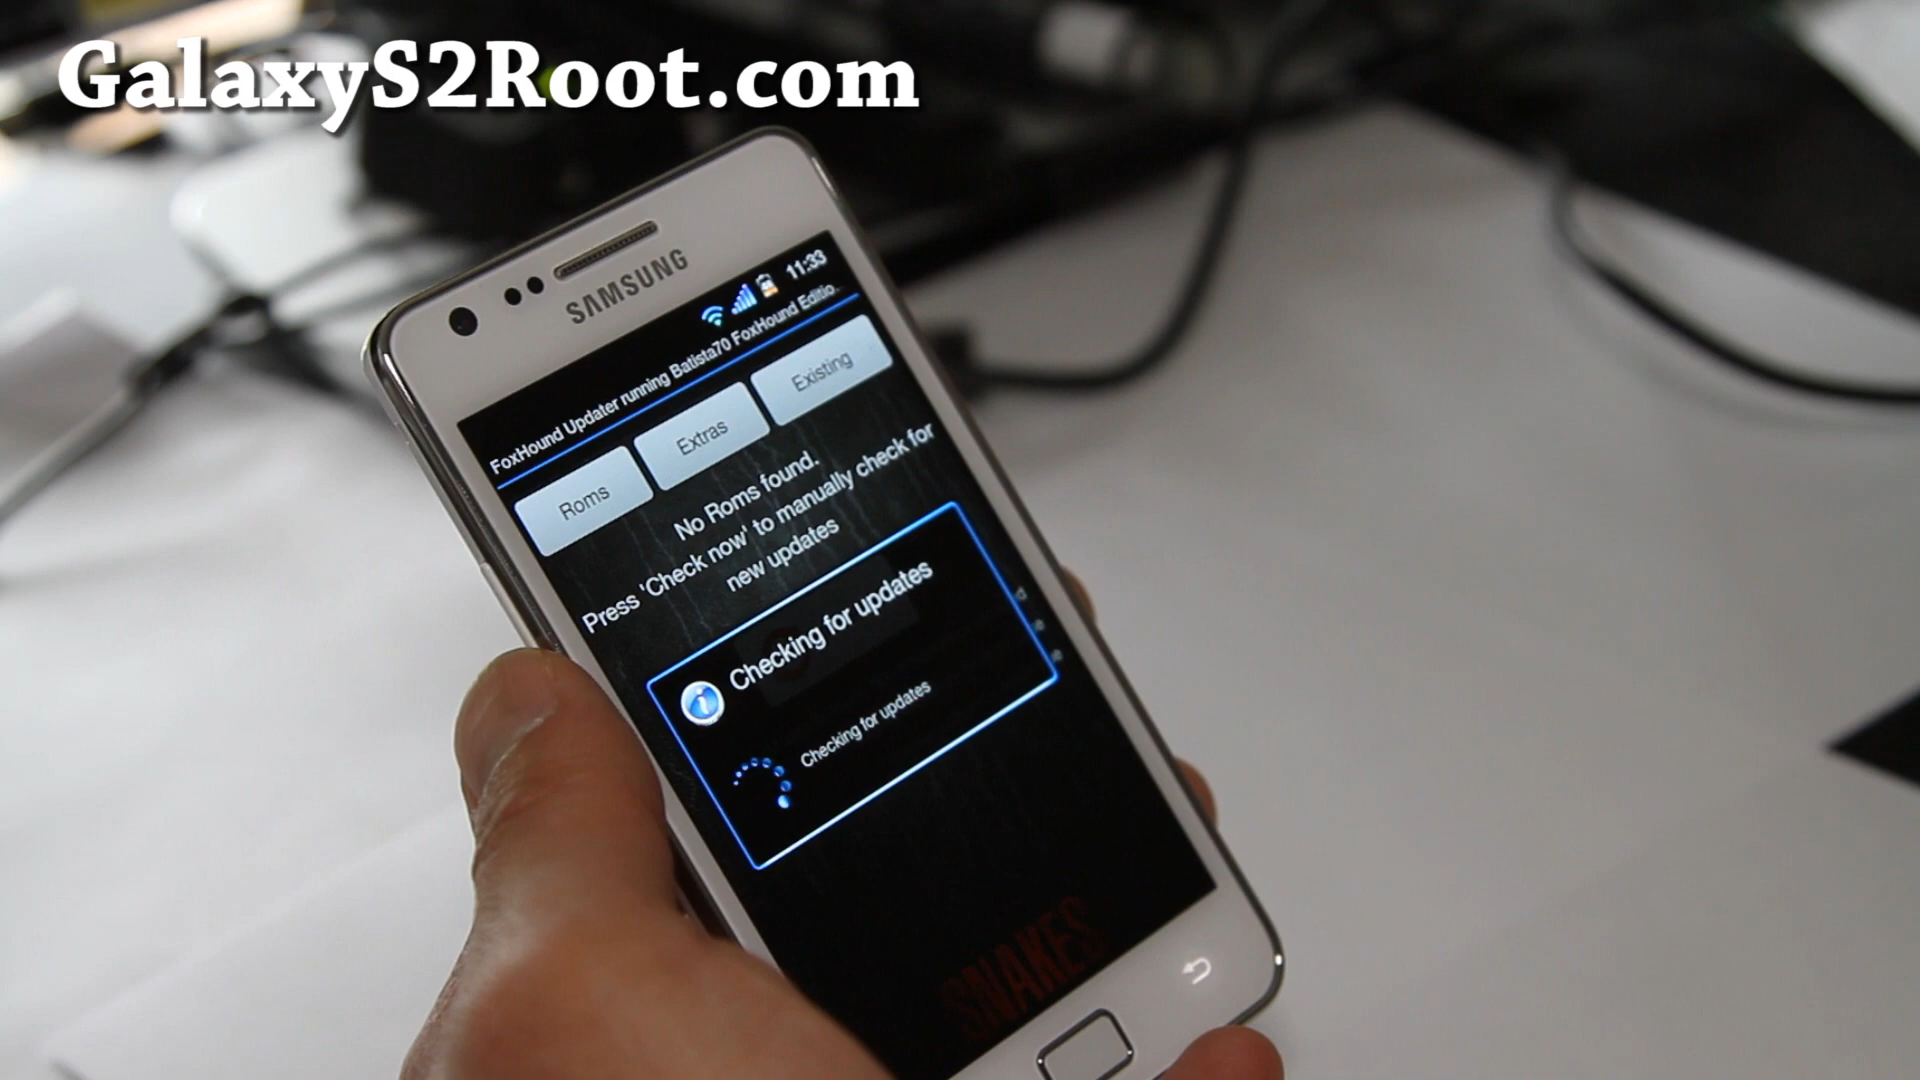 GalaxyS2Root.com
SAMSUNG
11:33
FoxHound Updater running Batista70 FoxHound Editio...
Roms
Extras
Existing
No Roms found.
Press 'Check now' to manually check for
new updates
Checking for updates
Checking for updates
SNAKES